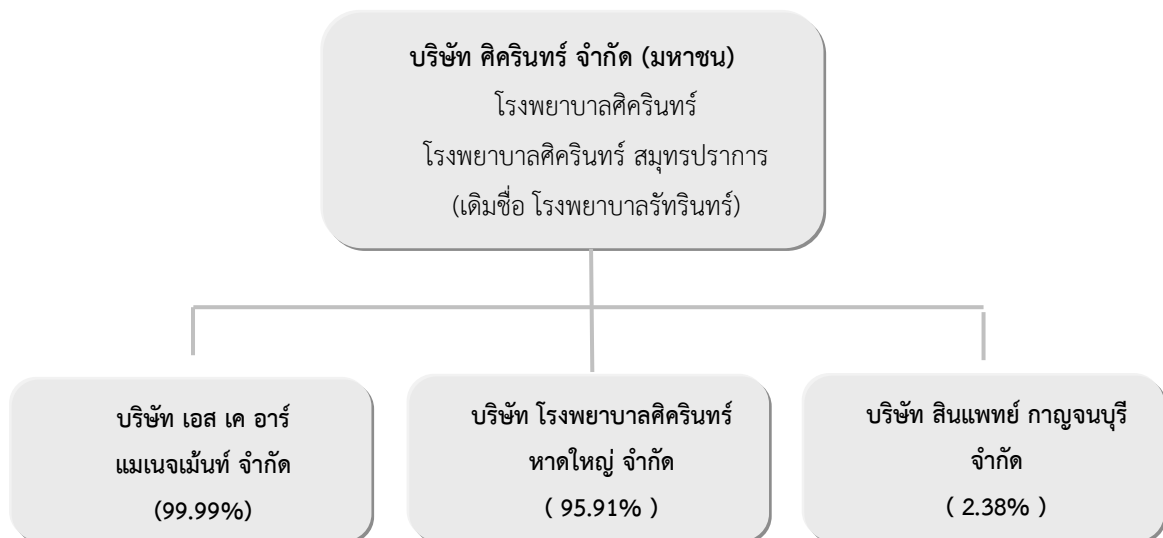 บริษัท ศิครินทร์ จำกัด (มหาชน)
โรงพยาบาลศิครินทร์
โรงพยาบาลศิครินทร์ สมุทรปราการ
(เดิมชื่อ โรงพยาบาลรัทรินทร์)
บริษัท เอส เค อาร์
แมเนจเม้นท์ จำกัด
(99.99%)
บริษัท โรงพยาบาลศิครินทร์
หาดใหญ่ จำกัด
( 95.91% )
บริษัท สินแพทย์ กาญจนบุรี
จำกัด
( 2.38% )